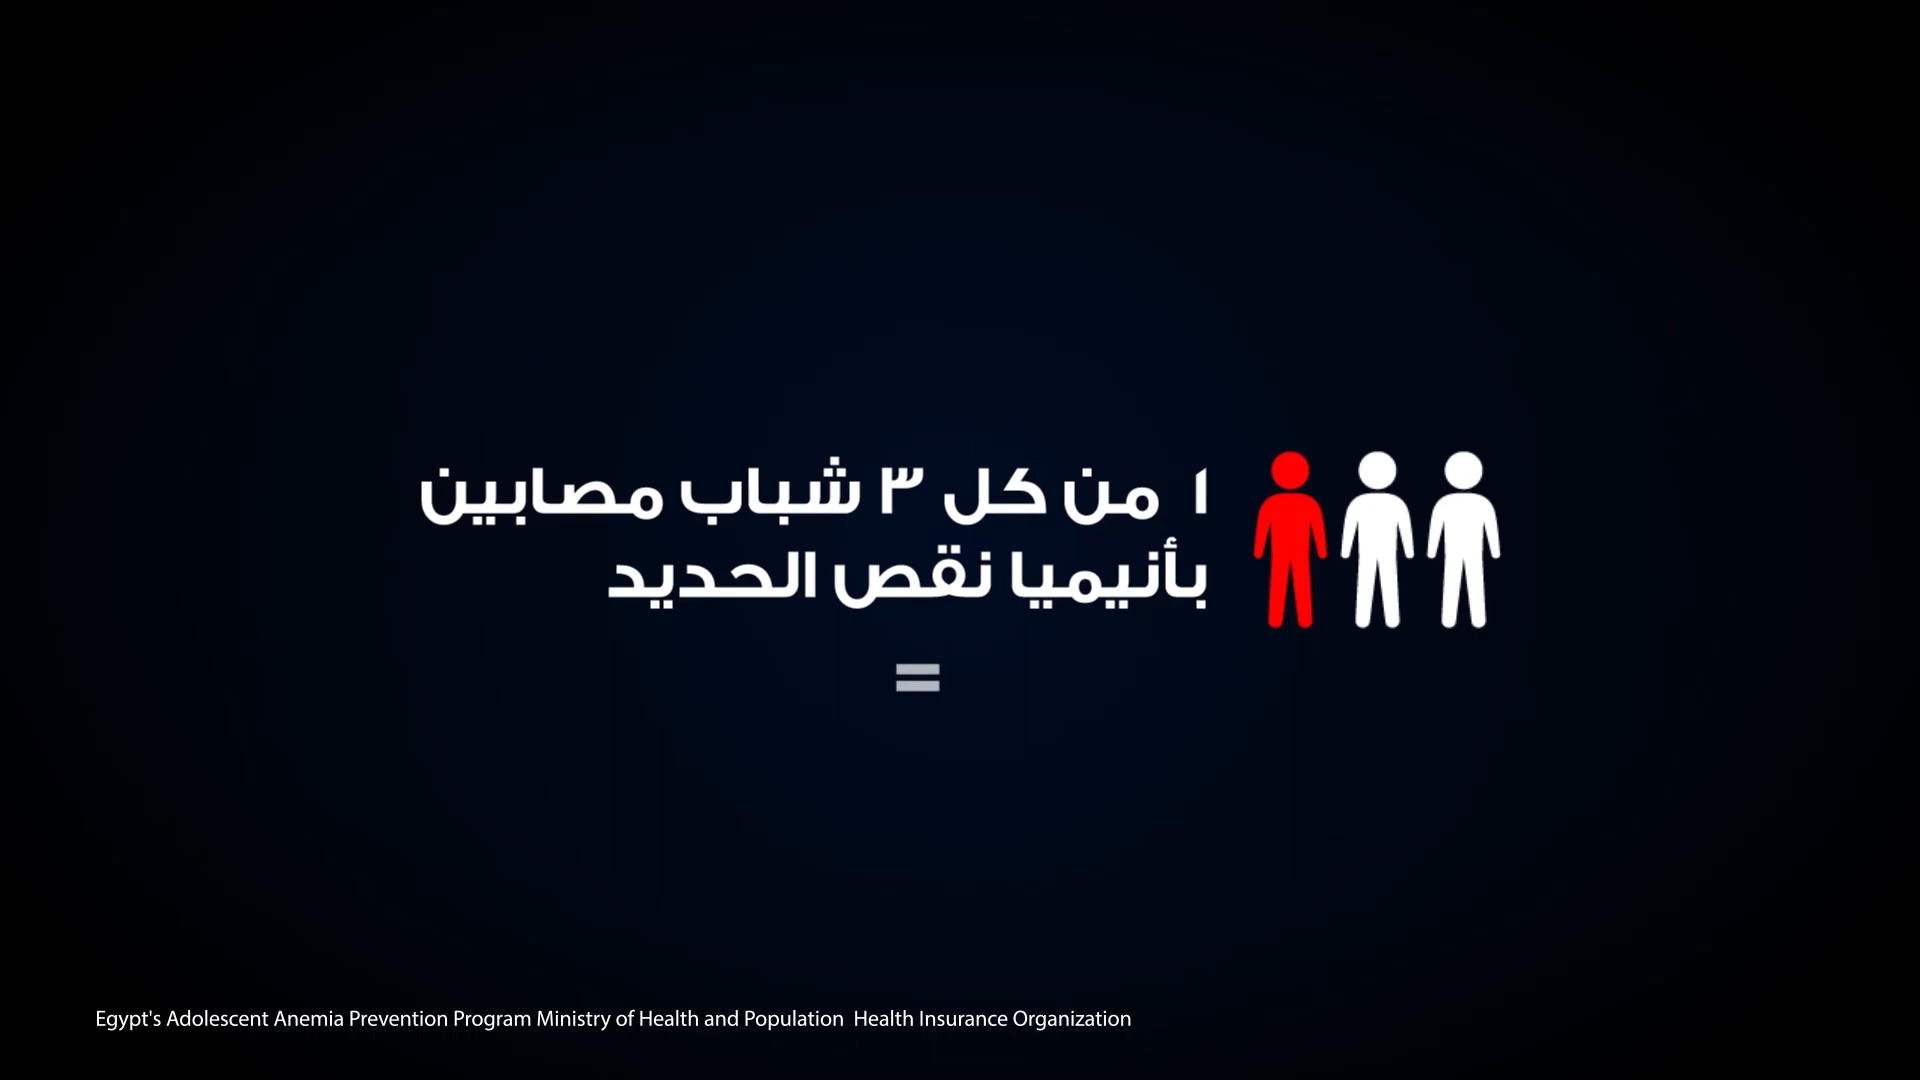 ١ من كل ٣ شباب مصابين
بأنيميا نقص الحديد
=
Egypt's Adolescent Anemia Prevention Program Ministry of Health and Population  Health Insurance Organization